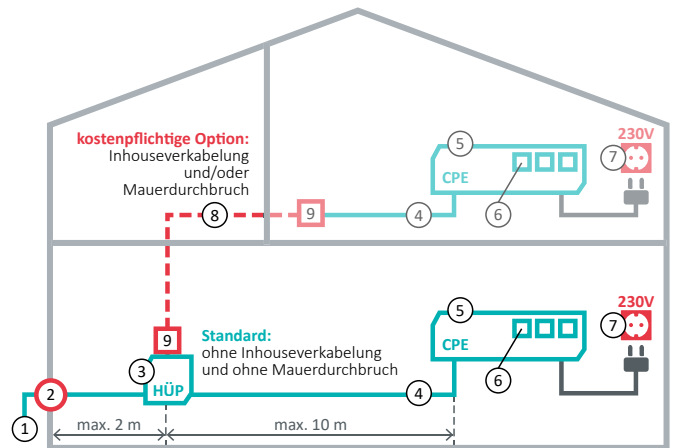 kostenpflichtige Option:
Inhouseverkabelung
und/oder
Mauerdurchbruch
5
CPE
6
230V
7
8
9
4
9
Standard:
ohne Inhouseverkabelung
und ohne Mauerdurchbruch
3
HÜP
5
CPE
6
230V
7
2
1
4
max. 2 m
max. 10 m